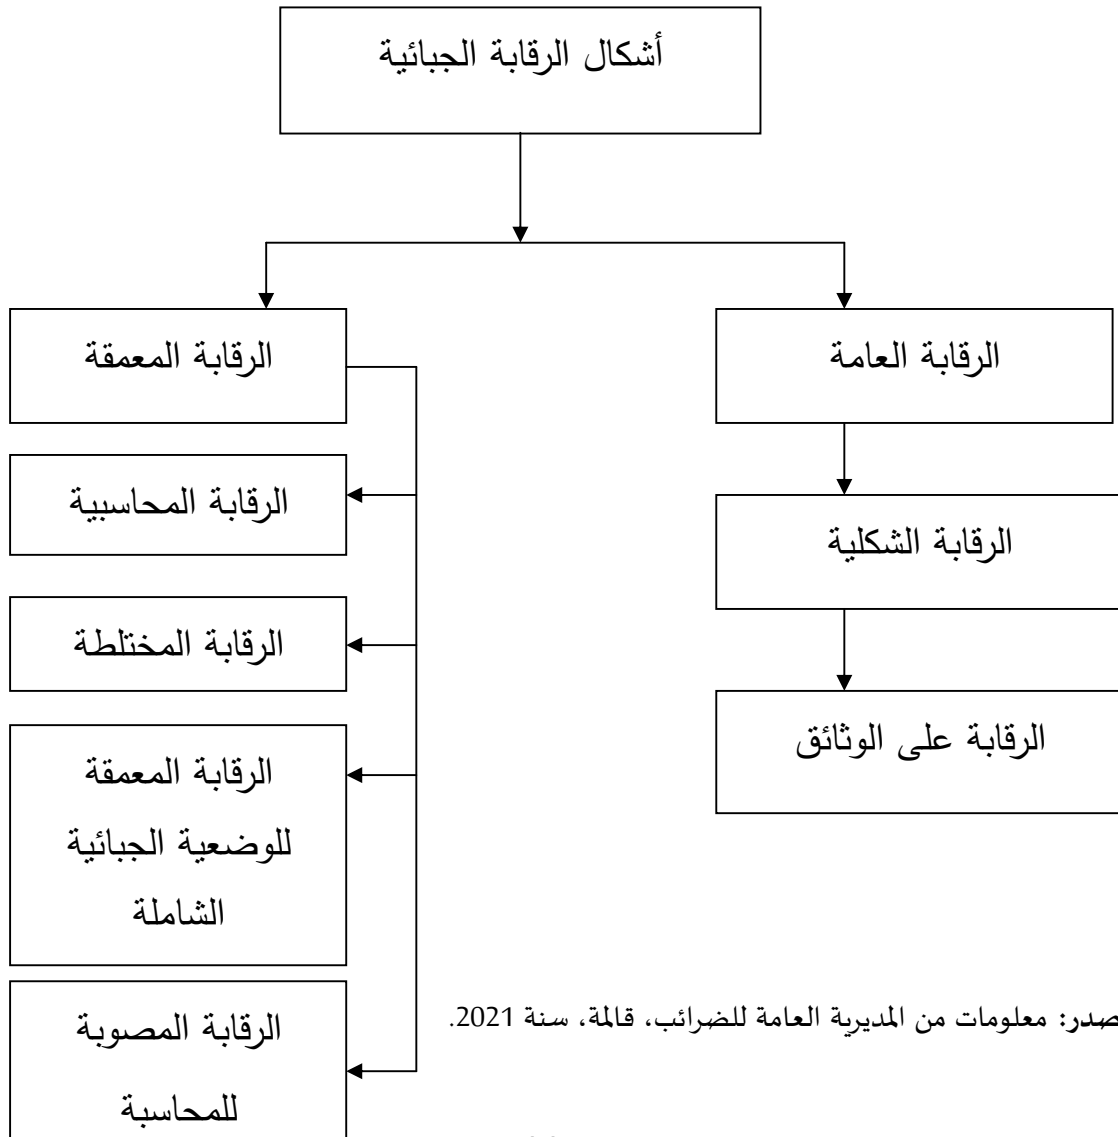 أشكال الرقابة الجبائية
الرقابة العامة
الرقابة المعمقة
الرقابة الشكلية
الرقابة المحاسبية
الرقابة المختلطة
الرقابة على الوثائق
الرقابة المعمقة
للوضعية الجبائية
الشاملة
الرقابة المصوبة
للمحاسبة
صدر: معلومات من المديرية العامة للضرائب، قالمة، سنة 2021.